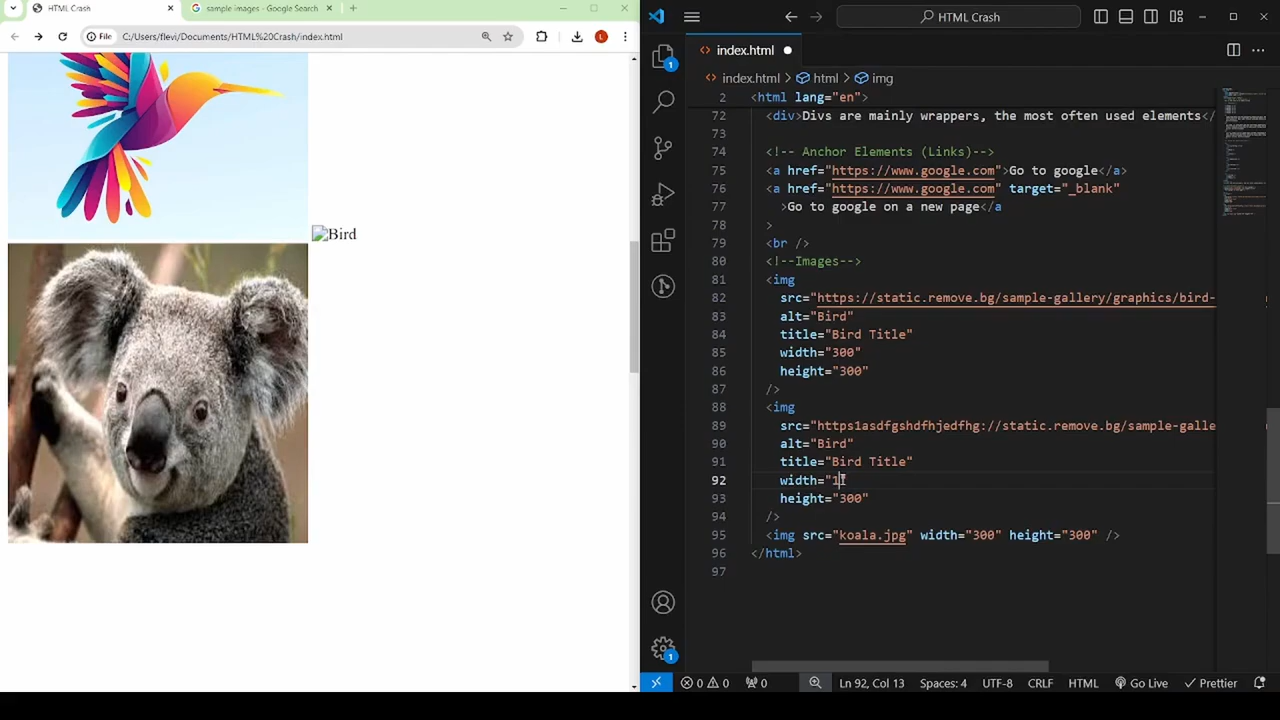 HTML Crash
sample images - Google Search
File C:/Users/flevi/Documents/HTML%20Crash/index.html
L
Bird
HTML Crash
index.html
index.html > html > img
2 <html lang="en">
72 <div>Divs are mainly wrappers, the most often used elements</
73
74 <!-- Anchor Elements (Links)-->
75 <a href="https://www.google.com">Go to google</a>
76 <a href="https://www.google.com" target="_blank"
77 >Go to google on a new page</a
78 >
79 <br />
80 <!--Images-->
81 <img
82 src="https://static.remove.bg/sample-gallery/graphics/bird-
83 alt="Bird"
84 title="Bird Title"
85 width="300"
86 height="300"
87 />
88 <img
89 src="https1asdfgshdfhjedfhg://static.remove.bg/sample-galle
90 alt="Bird"
91 title="Bird Title"
92 width="1
93 height="300"
94 />
95 <img src="koala.jpg" width="300" height="300" />
96 </html>
97
1
1
0 0 0 Ln 92, Col 13 Spaces: 4 UTF-8 CRLF HTML Go Live Prettier